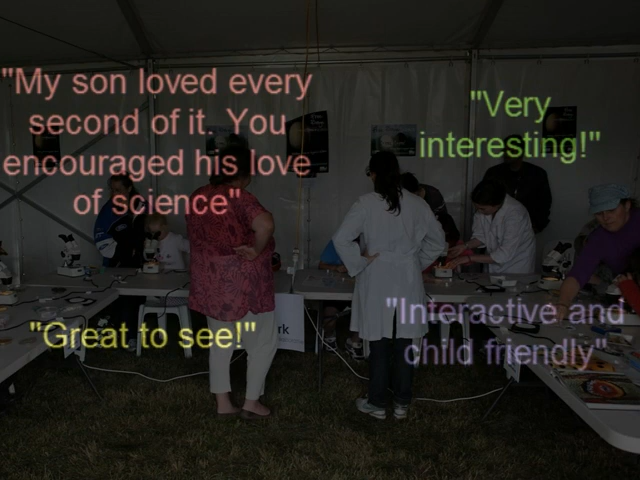 "My son loved every
second of it. You
encouraged his love
of science"
"Very
interesting!"
"Great to see!"
rk
"Interactive and
child friendly"